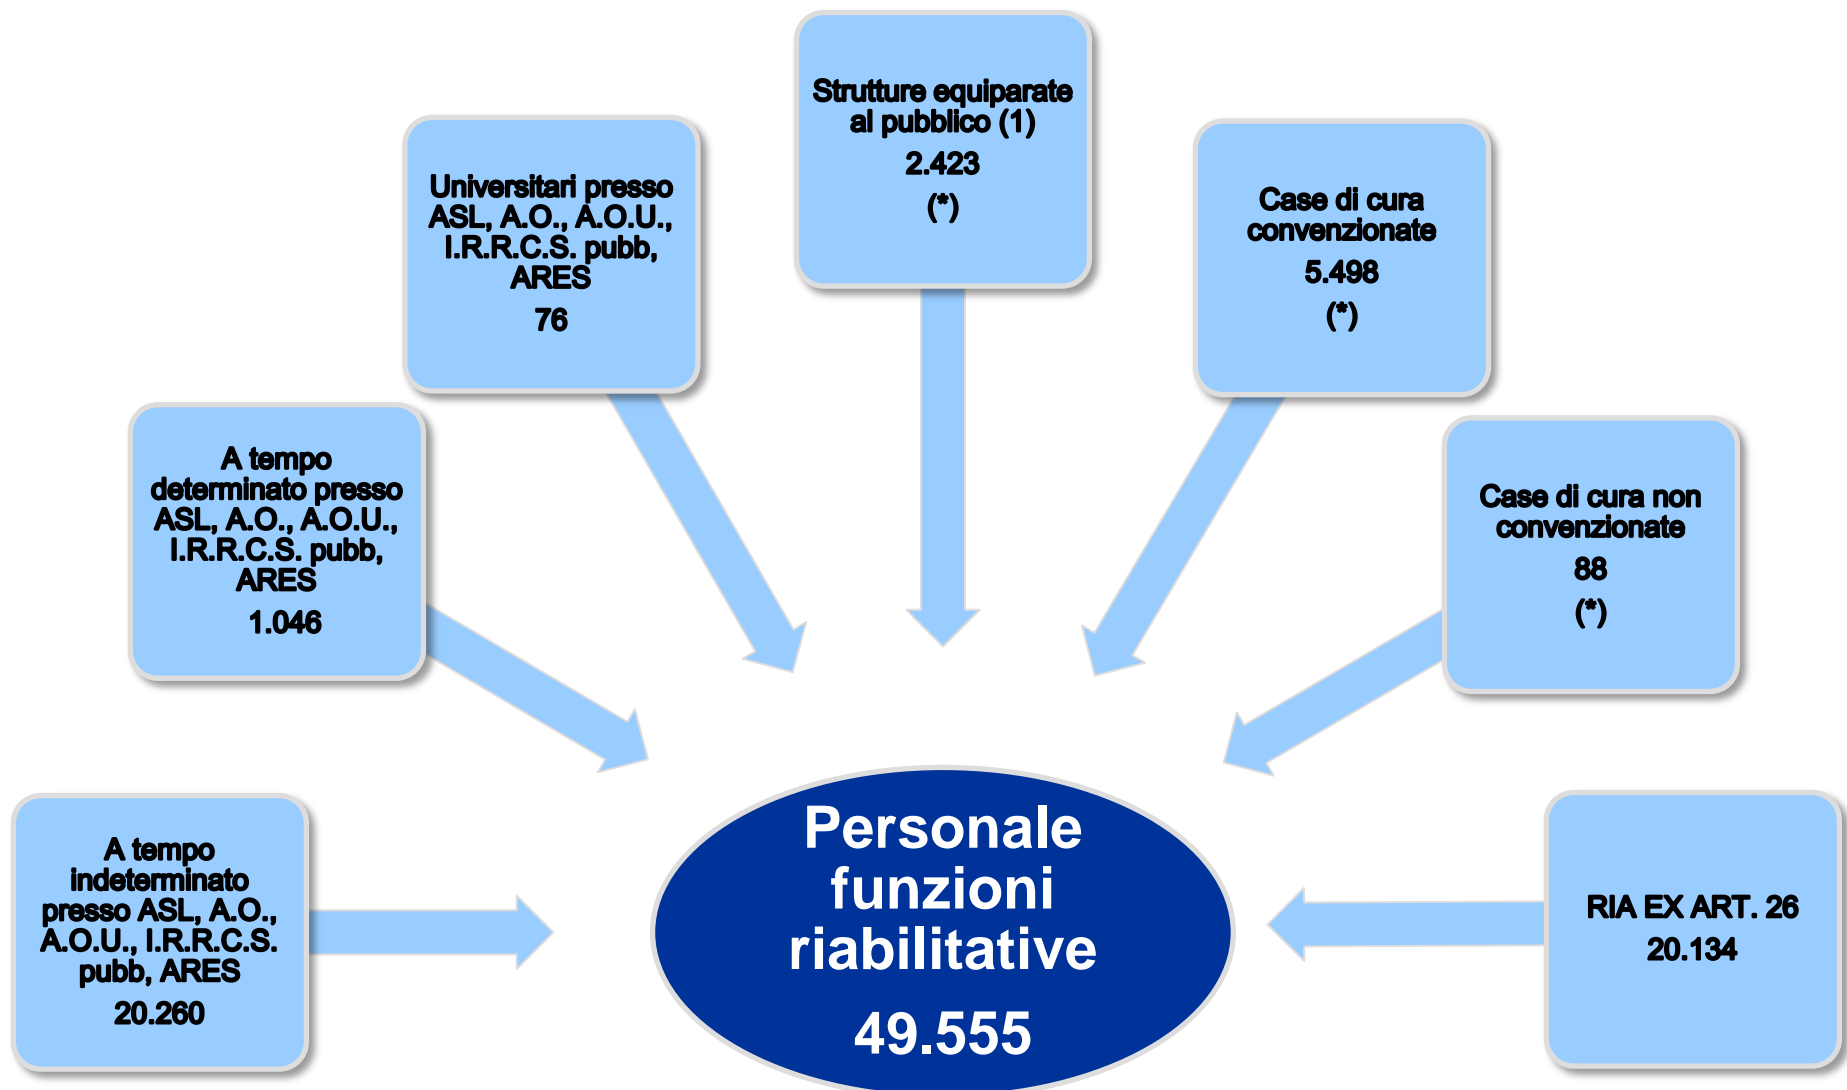 Strutture equiparate
al pubblico (1)
2.423
(*)
Universitari presso
ASL, A.O., A.O.U.,
I.R.R.C.S. pubb,
ARES
76
Case di cura
convenzionate
5.498
(*)
A tempo
determinato presso
ASL, A.O., A.O.U.,
I.R.R.C.S. pubb,
ARES
1.046
Case di cura non
convenzionate
88
(*)
A tempo
indeterminato
presso ASL, A.O.,
A.O.U., I.R.R.C.S.
pubb, ARES
20.260
Personale
funzioni
riabilitative
49.555
RIA EX ART. 26
20.134